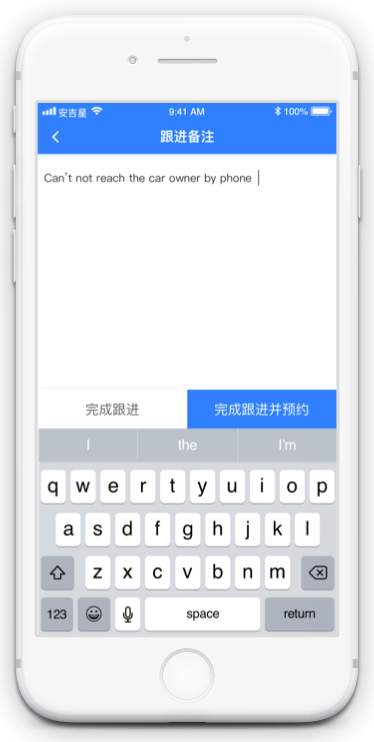 安吉星 9:41 AM 100%
跟进备注
Can't not reach the car owner by phone
完成跟进 完成跟进并预约
I the I'm
q w e r t y u i o p
a s d f g h j k l
z x c v b n m
123 space return